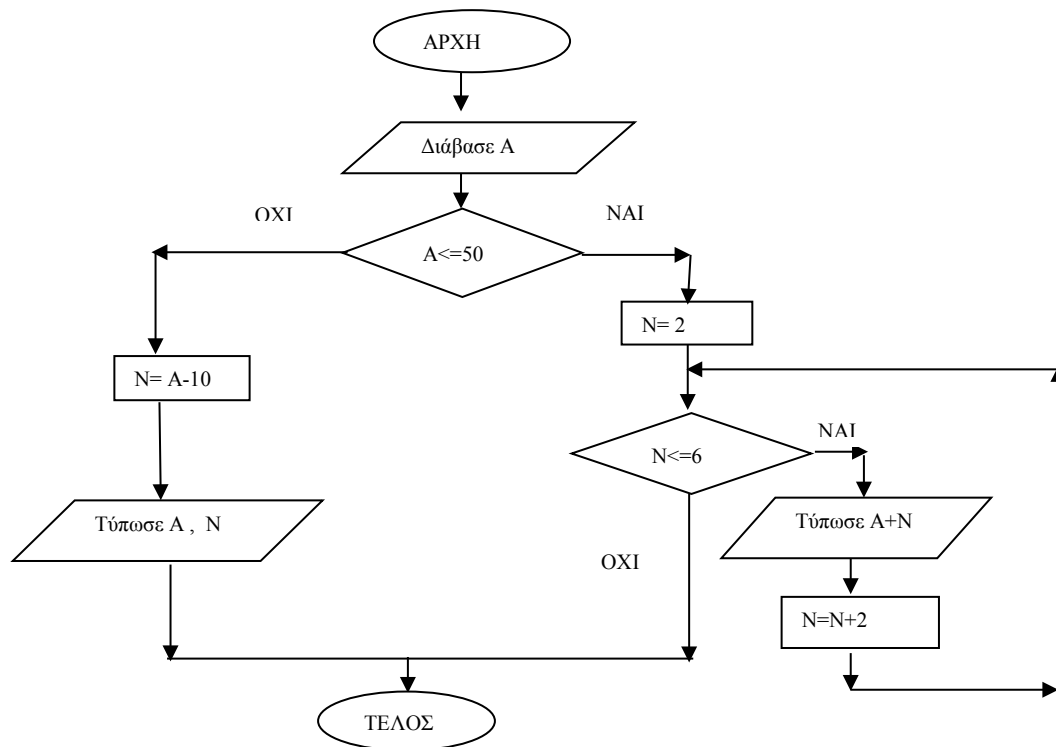 ΑΡΧΗ
Διάβασε Α
ΟΧΙ
ΝΑΙ
Α<=50
Ν= 2
Ν= Α-10
ΝΑΙ
Ν<=6
Τύπωσε Α , Ν
Τύπωσε Α+Ν
ΟΧΙ
Ν=Ν+2
ΤΕΛΟΣ